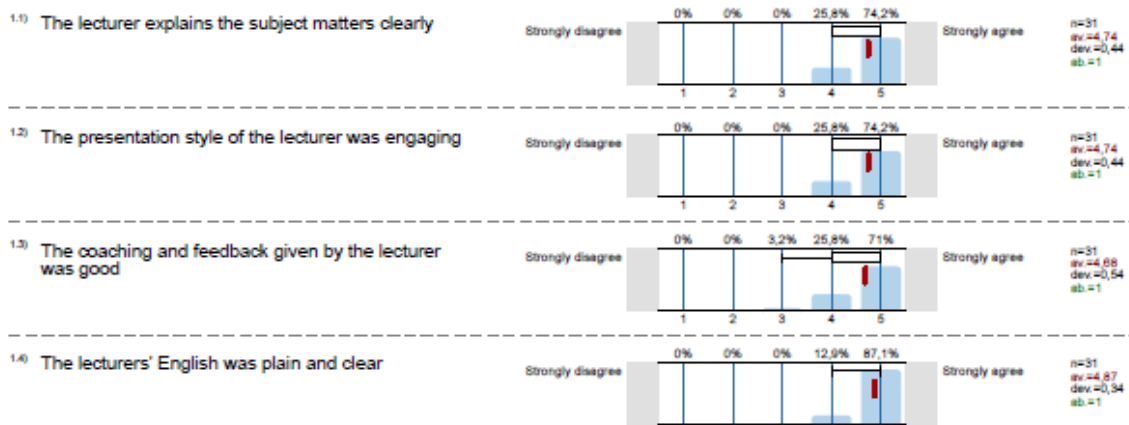 1.1) The lecturer explains the subject matters clearly
Strongly disagree
0% 0% 0% 25,8% 74,2%
1 2 3 4 5
Strongly agree
n=31
av.=4,74
dev.=0,44
ab.=1
1.2) The presentation style of the lecturer was engaging
Strongly disagree
0% 0% 0% 25,8% 74,2%
1 2 3 4 5
Strongly agree
n=31
av.=4,74
dev.=0,44
ab.=1
1.3) The coaching and feedback given by the lecturer
was good
Strongly disagree
0% 0% 3,2% 25,8% 71%
1 2 3 4 5
Strongly agree
n=31
av.=4,68
dev.=0,54
ab.=1
1.4) The lecturers' English was plain and clear
Strongly disagree
0% 0% 0% 12,9% 87,1%
Strongly agree
n=31
av.=4,87
dev.=0,34
ab.=1